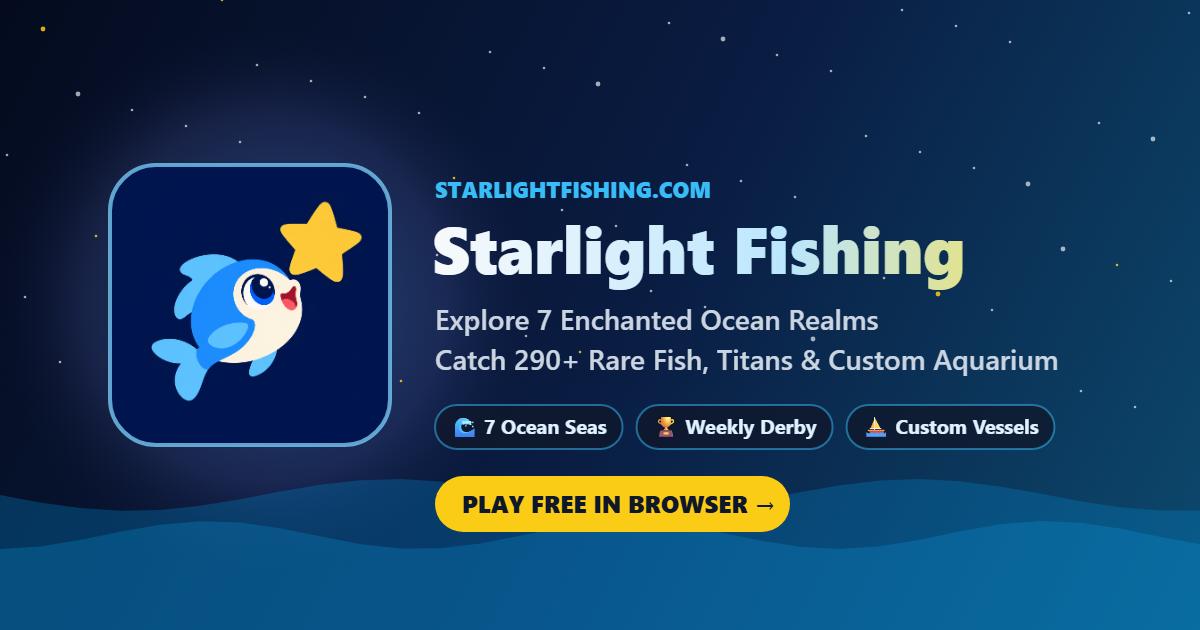 STARLIGHTFISHING.COM
Starlight Fishing
Explore 7 Enchanted Ocean Realms
Catch 290+ Rare Fish, Titans & Custom Aquarium
7 Ocean Seas
Weekly Derby
Custom Vessels
PLAY FREE IN BROWSER →